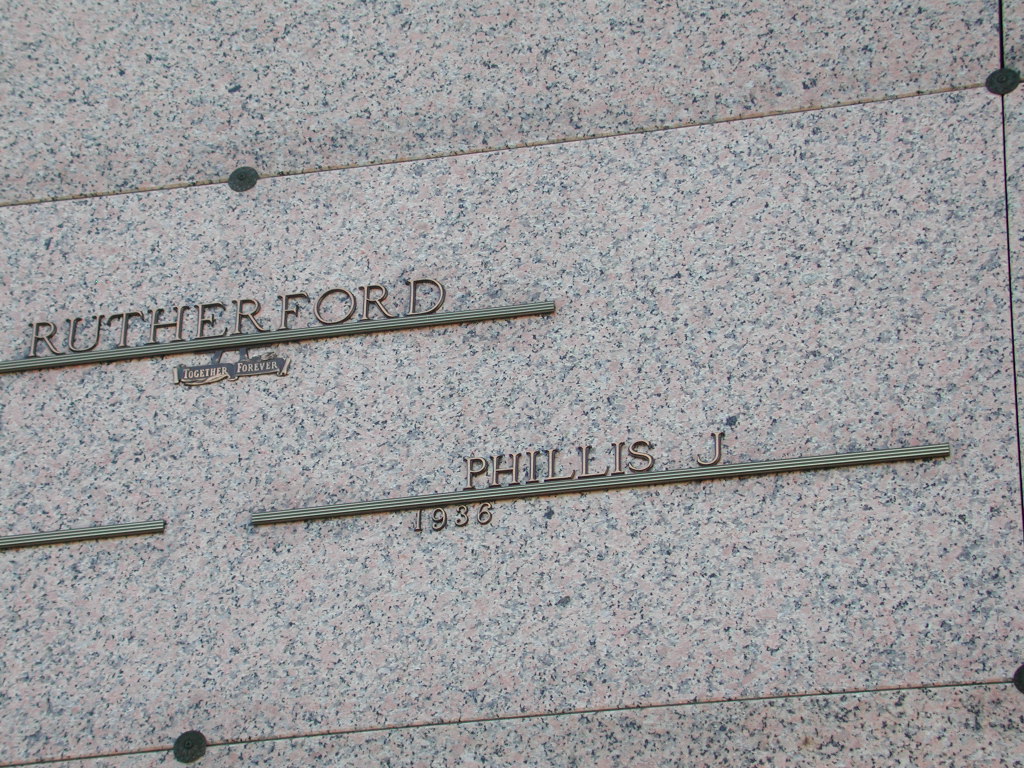 RUTHERFORD
TOGETHER FOREVER
PHILLIS J
1936